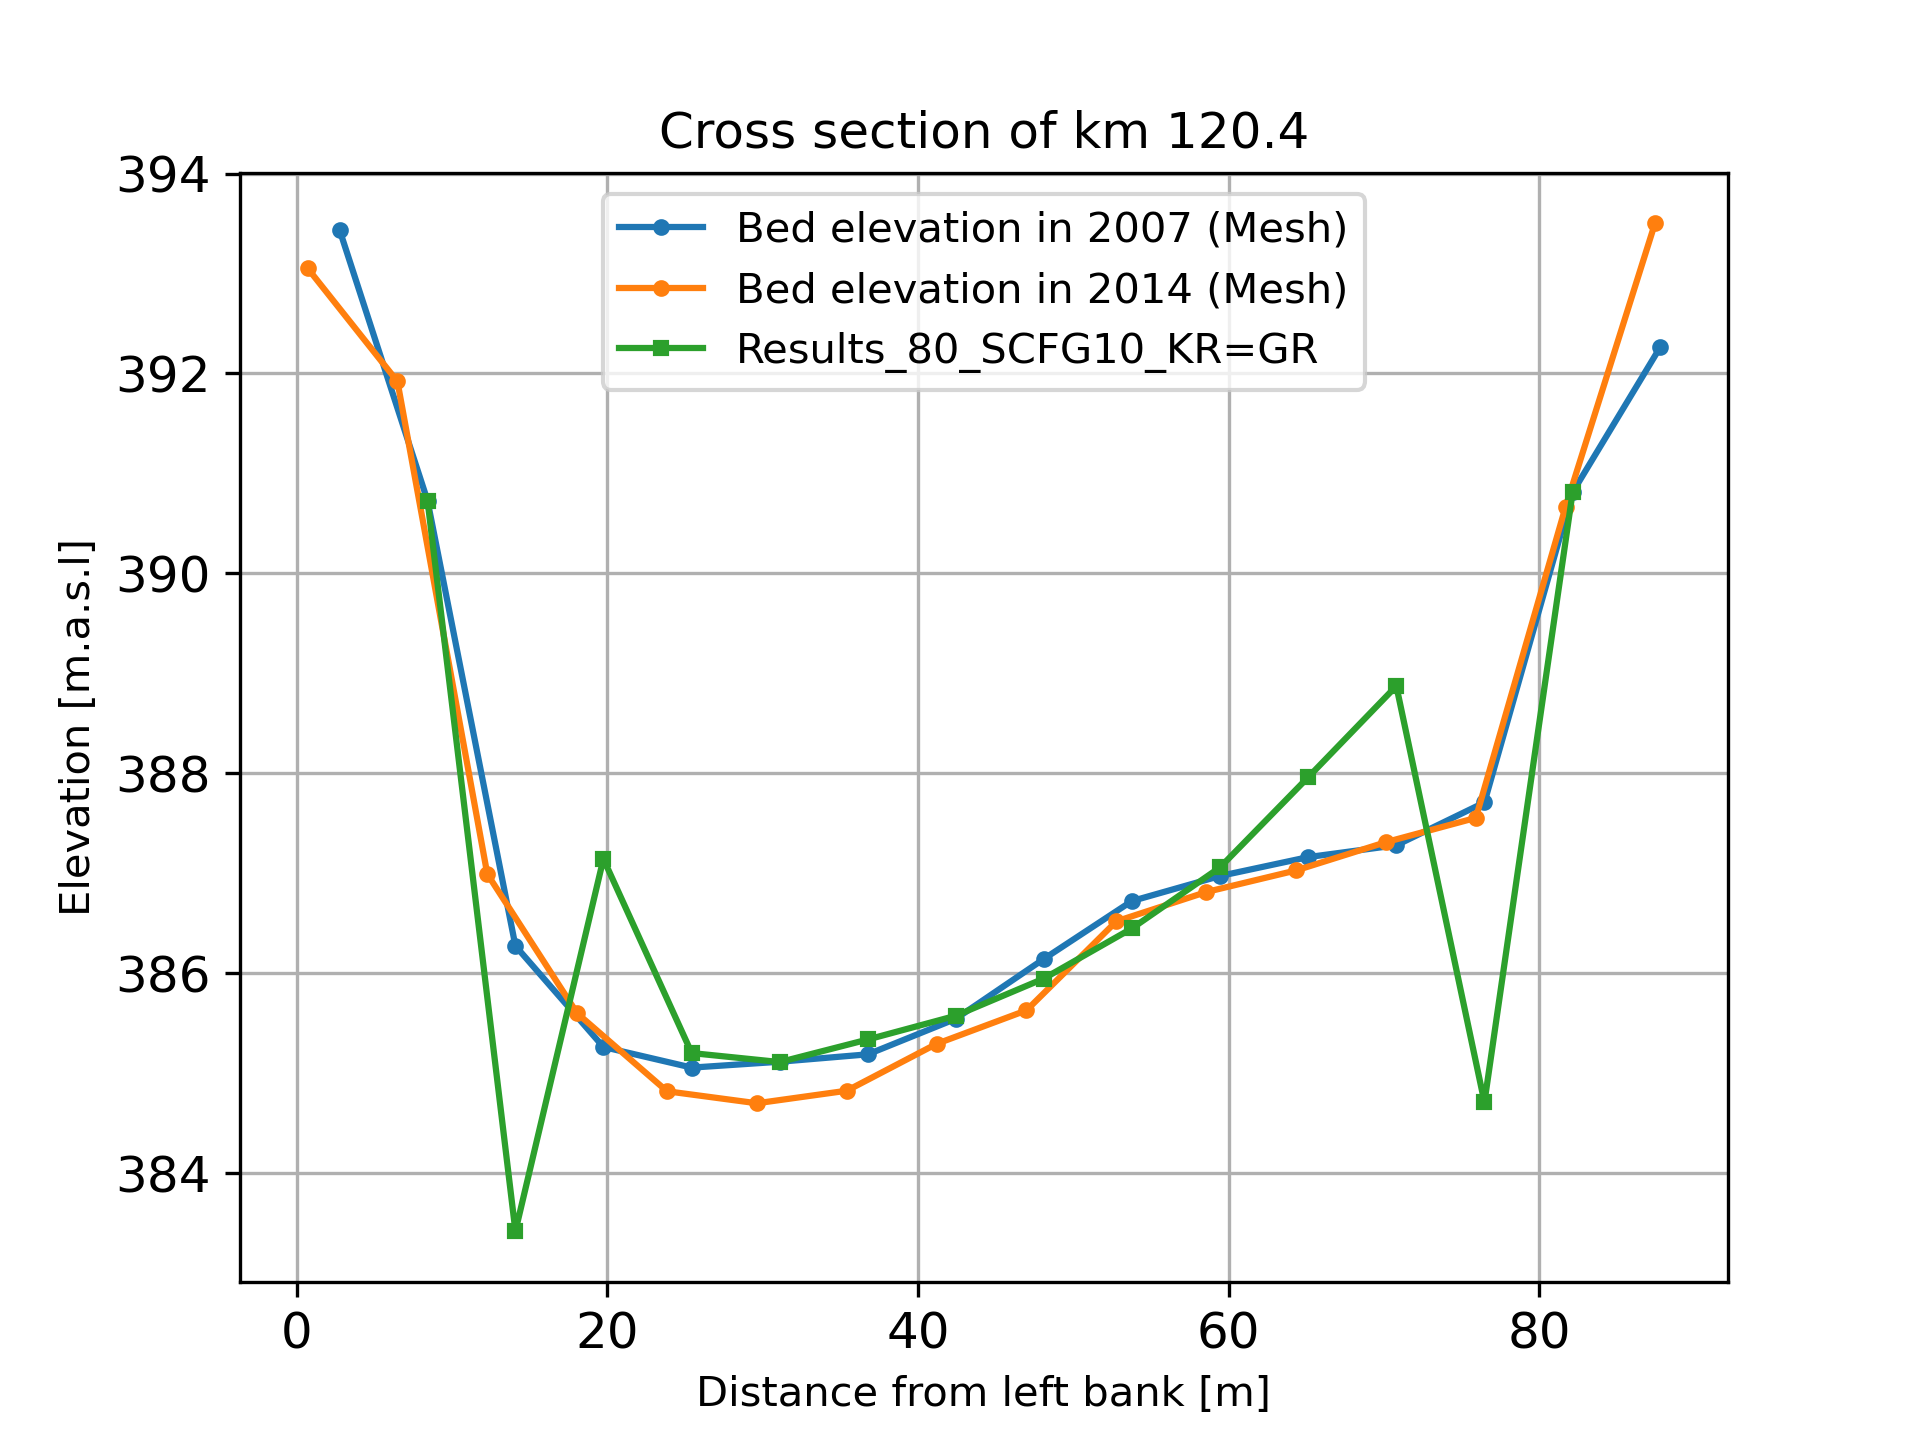 Cross section of km 120.4
394
392
390
388
386
384
Elevation [m.a.s.l]
Bed elevation in 2007 (Mesh)
Bed elevation in 2014 (Mesh)
Results_80_SCFG10_KR=GR
0 20 40 60 80
Distance from left bank [m]